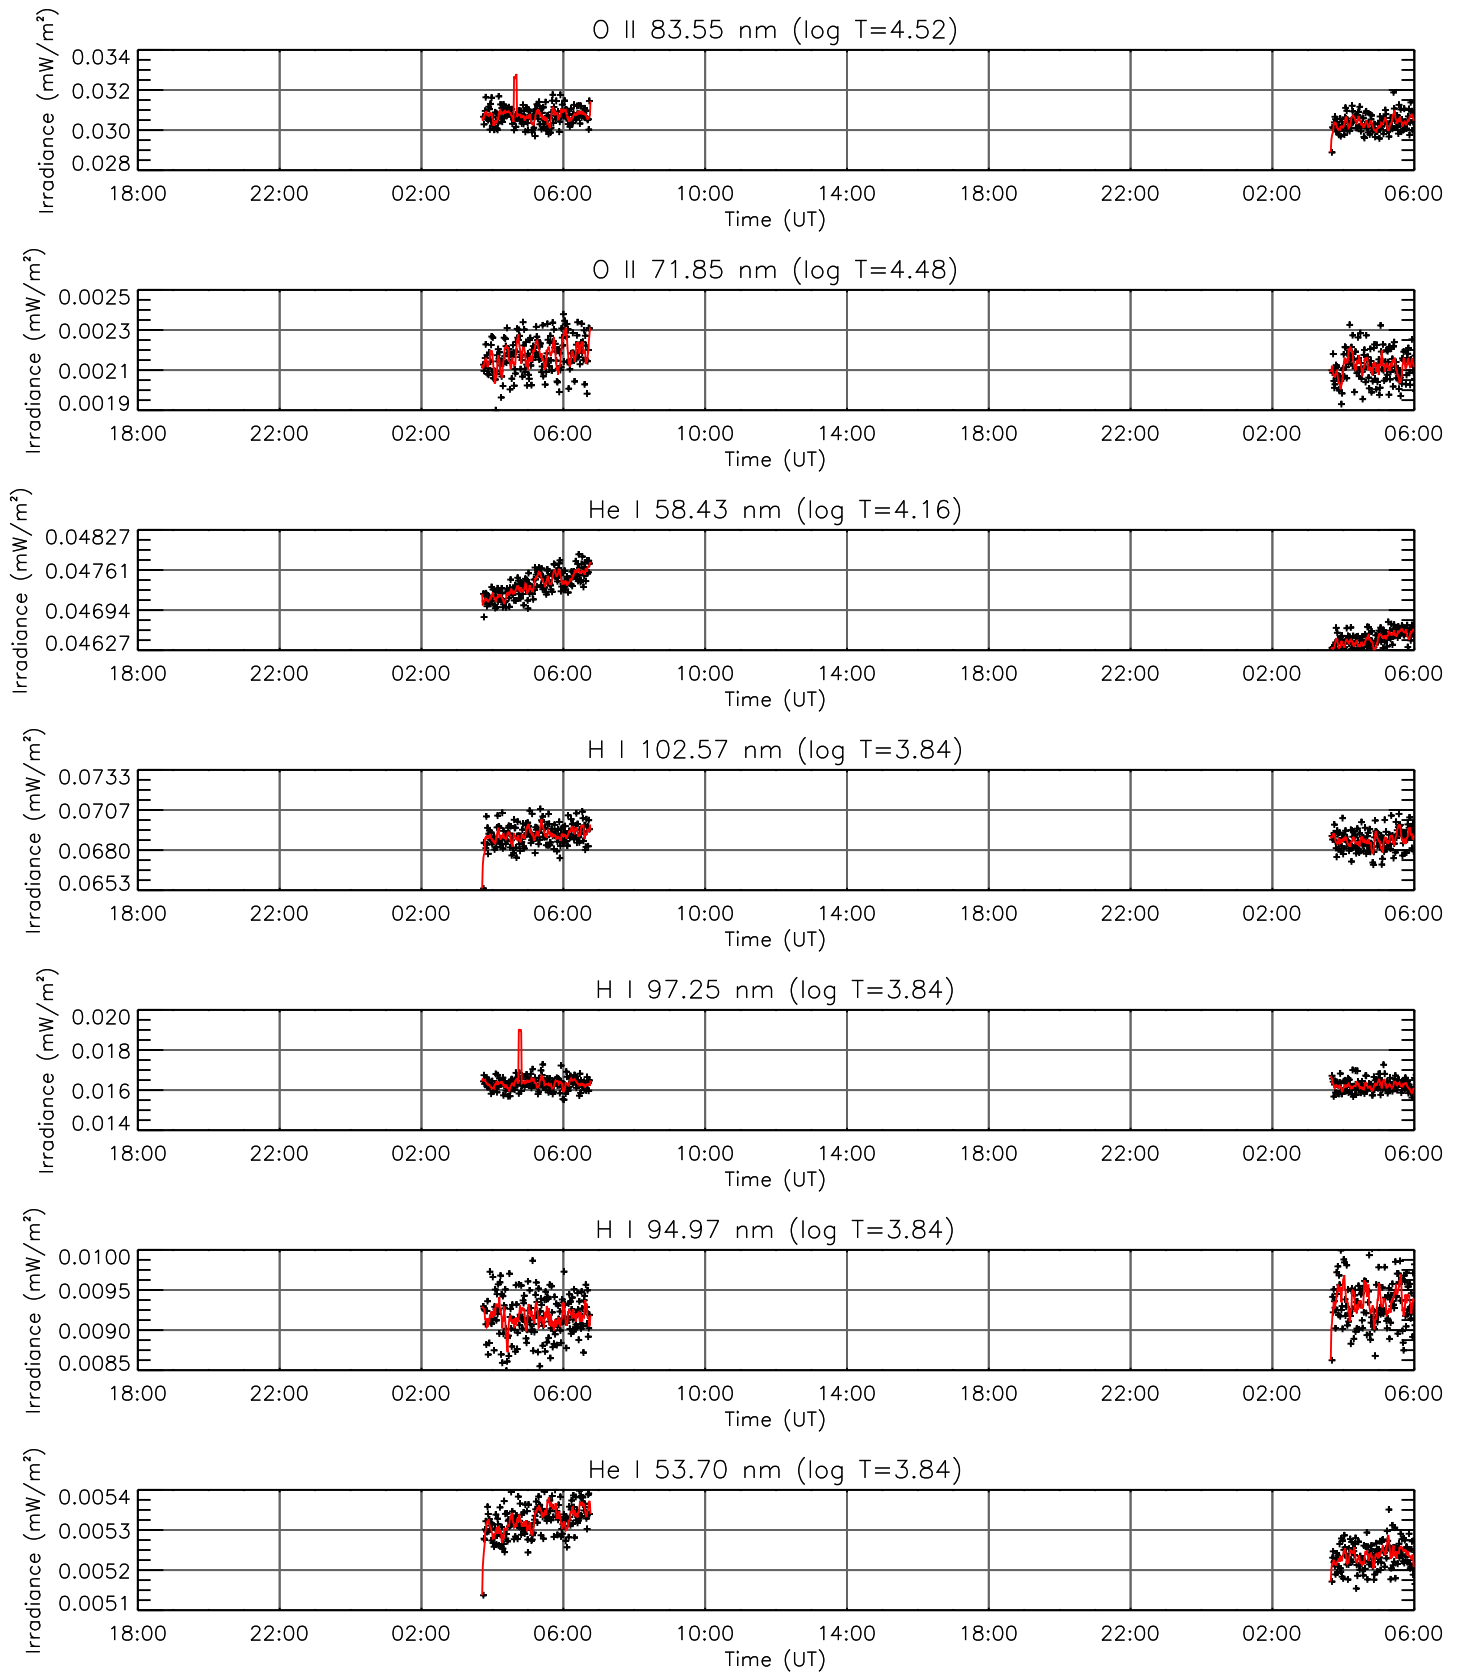 O II 83.55 nm (log T=4.52)
Irradiance (mW/m²)
0.034
0.032
0.030
0.028
18:00 22:00 02:00 06:00 10:00 14:00 18:00 22:00 02:00 06:00
Time (UT)
O II 71.85 nm (log T=4.48)
Irradiance (mW/m²)
0.0025
0.0023
0.0021
0.0019
18:00 22:00 02:00 06:00 10:00 14:00 18:00 22:00 02:00 06:00
Time (UT)
He I 58.43 nm (log T=4.16)
Irradiance (mW/m²)
0.04827
0.04761
0.04694
0.04627
18:00 22:00 02:00 06:00 10:00 14:00 18:00 22:00 02:00 06:00
Time (UT)
H I 102.57 nm (log T=3.84)
Irradiance (mW/m²)
0.0733
0.0707
0.0680
0.0653
18:00 22:00 02:00 06:00 10:00 14:00 18:00 22:00 02:00 06:00
Time (UT)
H I 97.25 nm (log T=3.84)
Irradiance (mW/m²)
0.020
0.018
0.016
0.014
18:00 22:00 02:00 06:00 10:00 14:00 18:00 22:00 02:00 06:00
Time (UT)
H I 94.97 nm (log T=3.84)
Irradiance (mW/m²)
0.0100
0.0095
0.0090
0.0085
18:00 22:00 02:00 06:00 10:00 14:00 18:00 22:00 02:00 06:00
Time (UT)
He I 53.70 nm (log T=3.84)
Irradiance (mW/m²)
0.0054
0.0053
0.0052
0.0051
18:00 22:00 02:00 06:00 10:00 14:00 18:00 22:00 02:00 06:00
Time (UT)